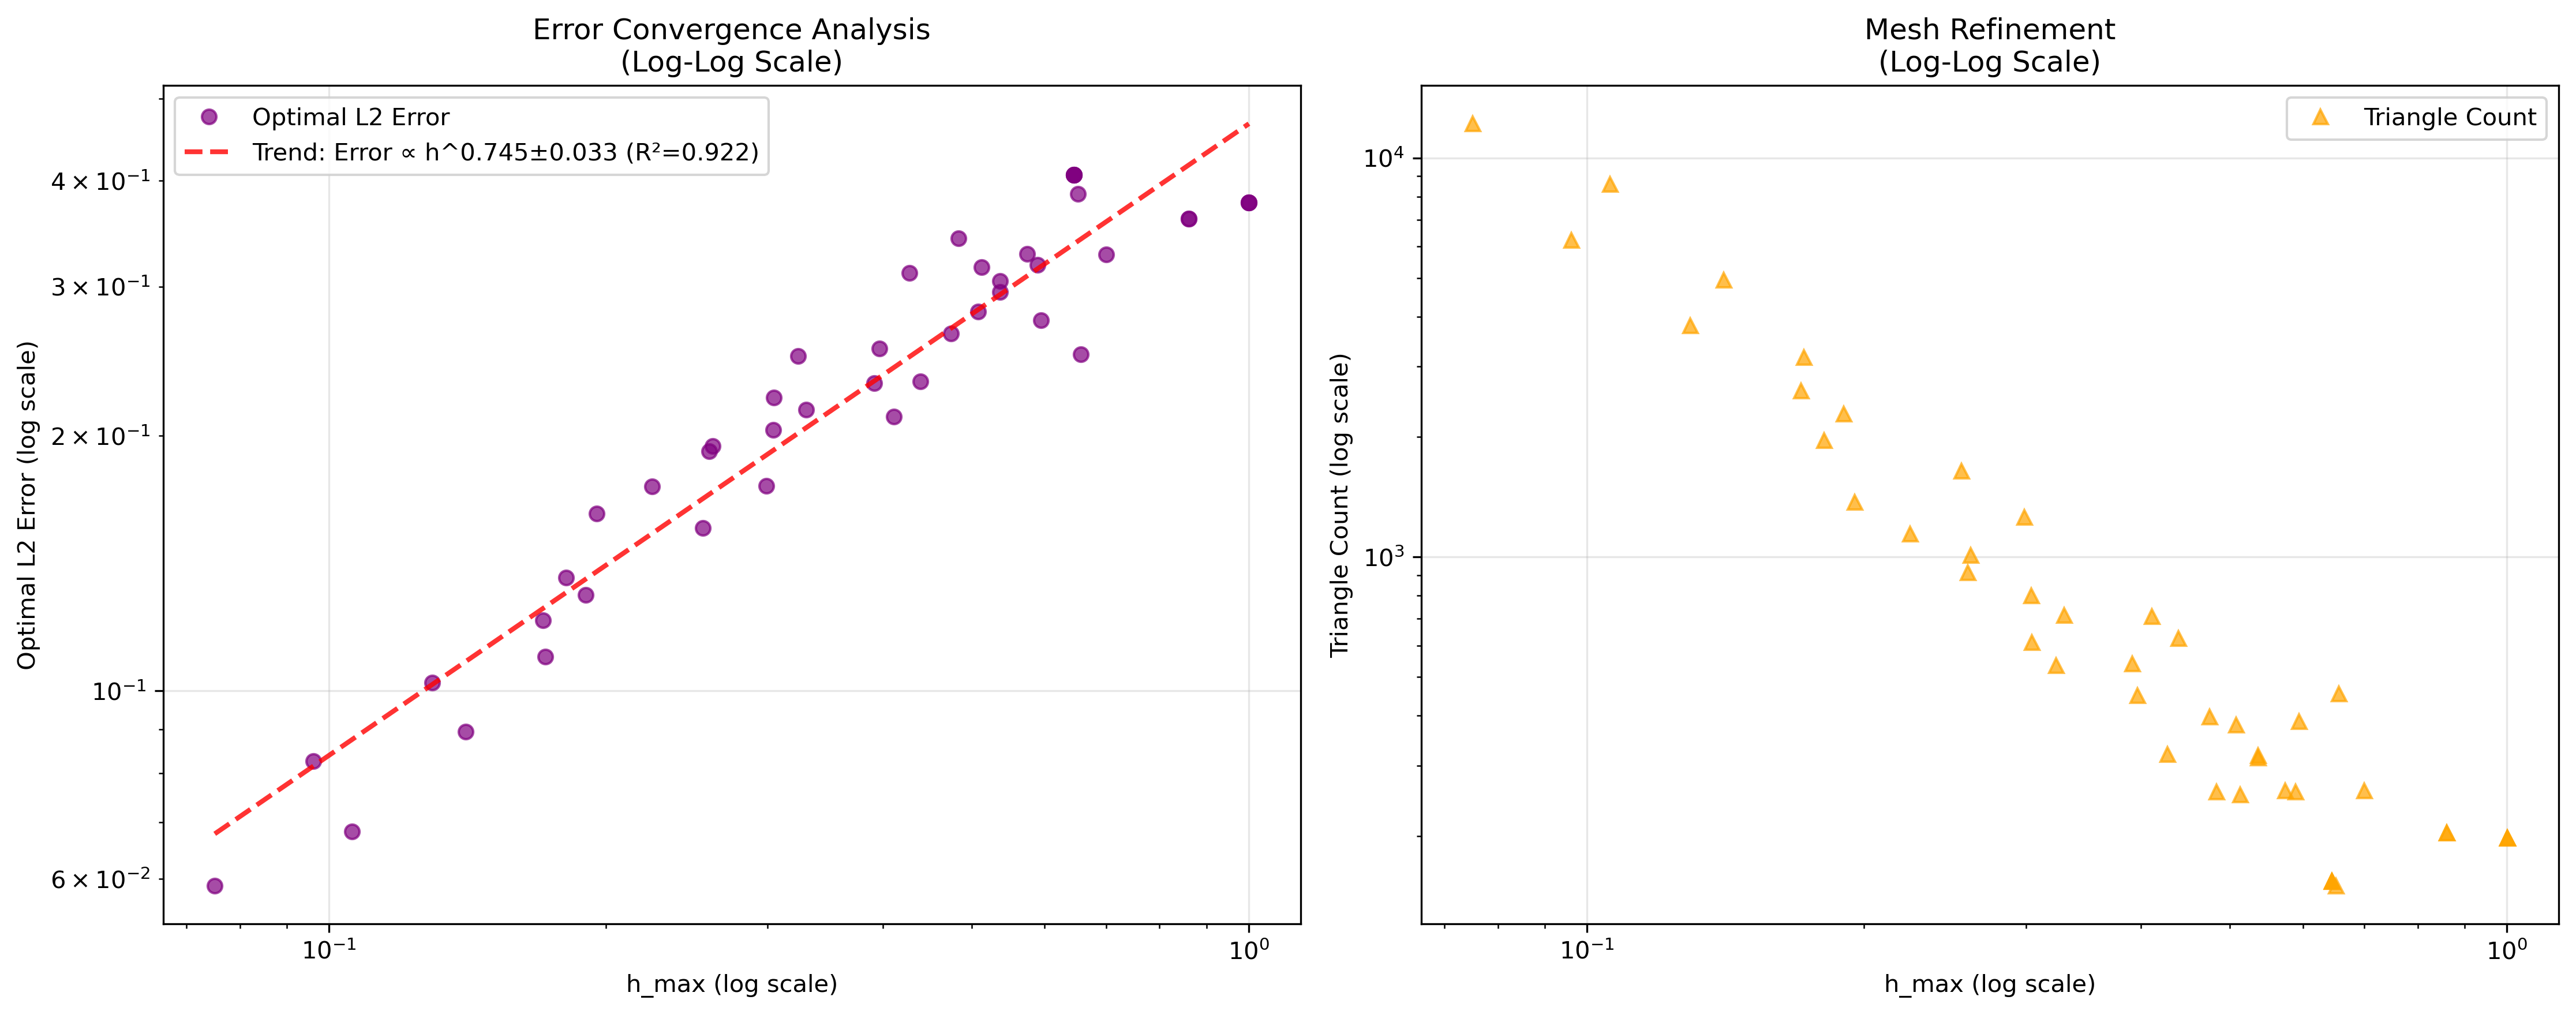 Error Convergence Analysis
(Log-Log Scale)
Optimal L2 Error
Trend: Error ∝ h^0.745±0.033 (R²=0.922)
4 × 10⁻¹
3 × 10⁻¹
2 × 10⁻¹
10⁻¹
6 × 10⁻²
Optimal L2 Error (log scale)
10⁻¹
10⁰
h_max (log scale)
Mesh Refinement
(Log-Log Scale)
Triangle Count
10⁴
10³
Triangle Count (log scale)
10⁻¹
10⁰
h_max (log scale)